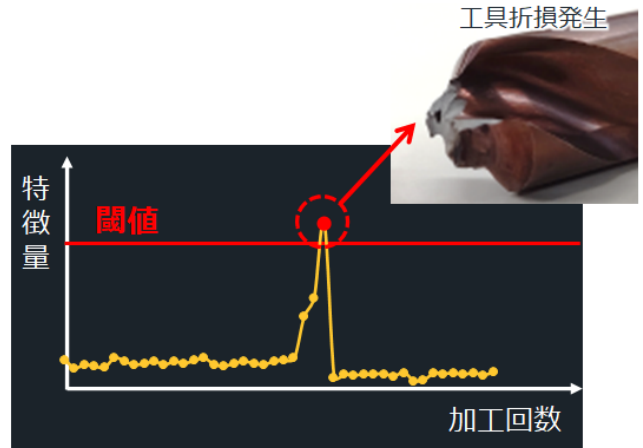 工具折損発生
特徴量
閾値
加工回数